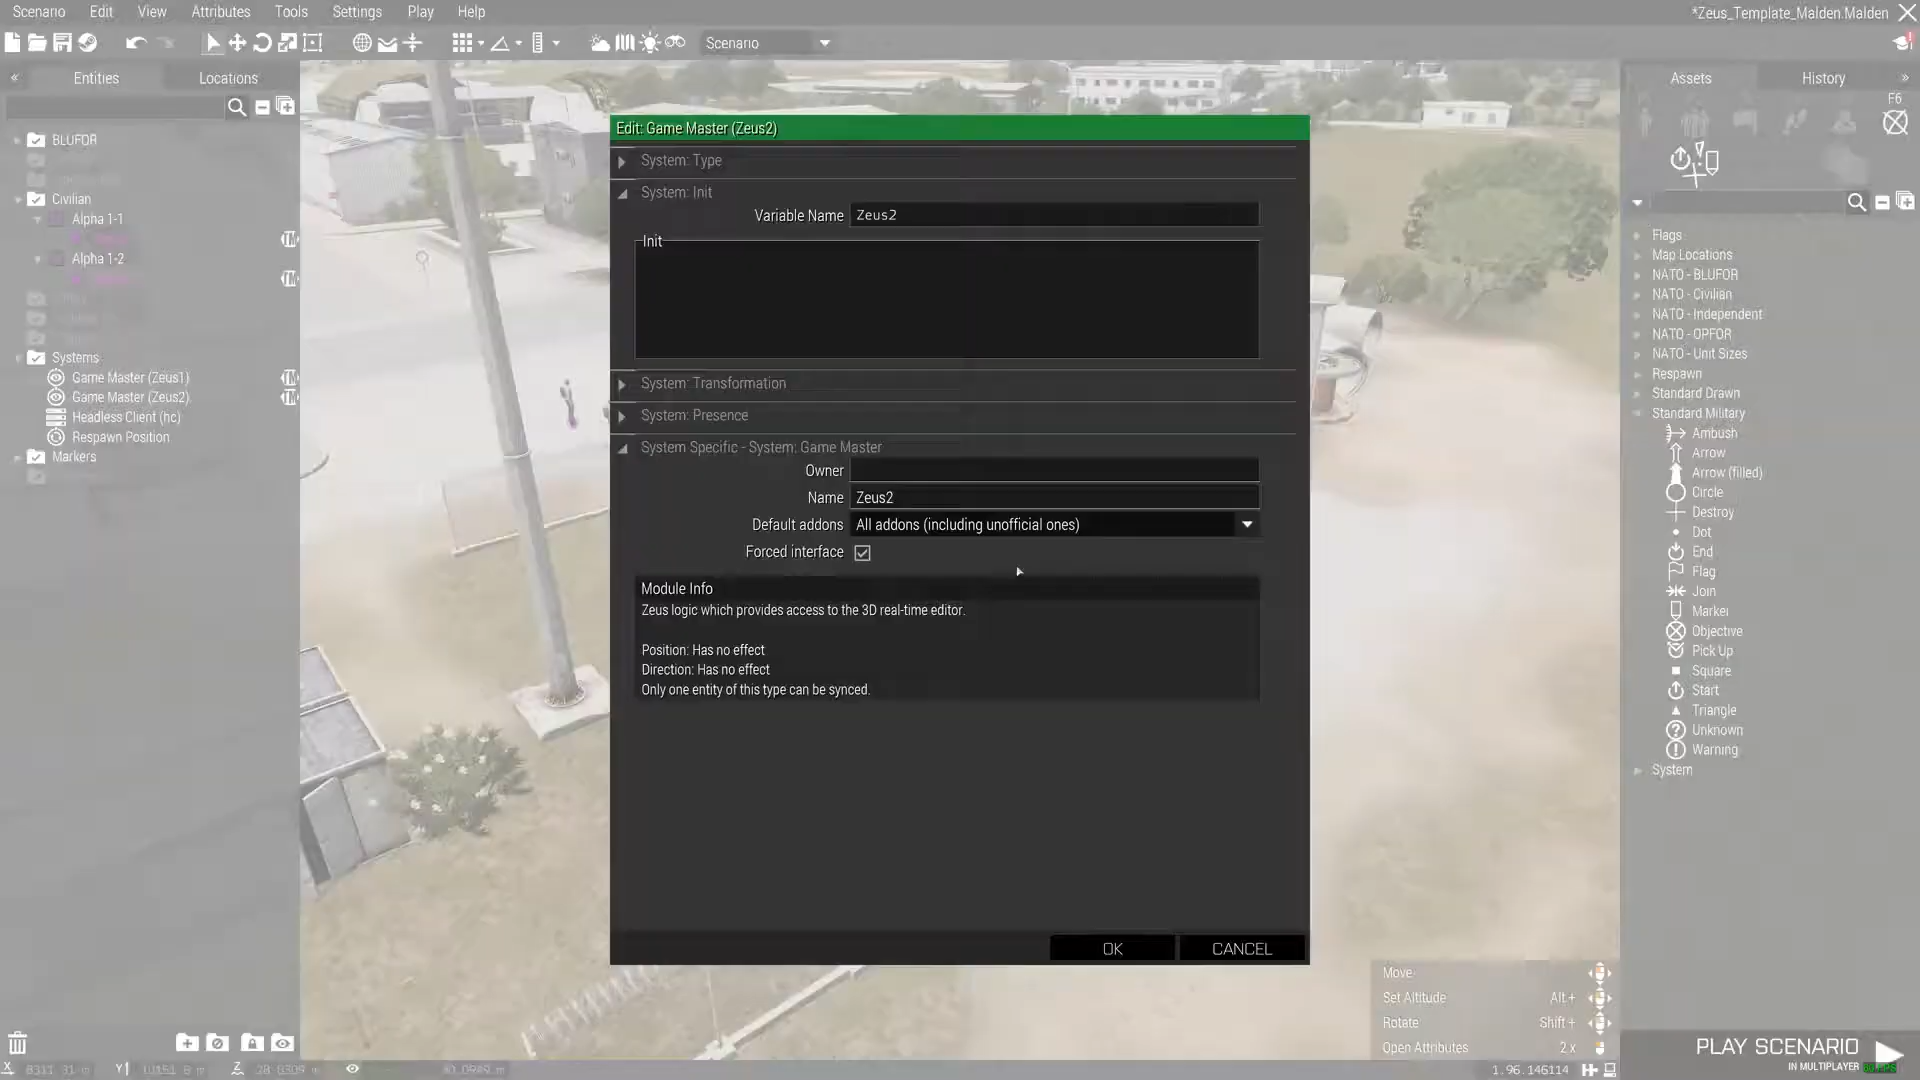 Scenario Edit View Attributes Tools Settings Play Help
*Zeus_Template_Malden.Malden
Scenario
Entities Locations
BLUFOR
Civilian
Alpha 1-1
Alpha 1-2
Systems
Game Master (Zeus1)
Game Master (Zeus2)
Headless Client (hc)
Respawn Position
Markers
Edit: Game Master (Zeus2)
System: Type
System: Init
Variable Name Zeus2
Init
System: Transformation
System: Presence
System Specific - System: Game Master
Owner
Name Zeus2
Default addons All addons (including unofficial ones)
Forced interface
Module Info
Zeus logic which provides access to the 3D real-time editor.
Position: Has no effect
Direction: Has no effect
Only one entity of this type can be synced.
OK CANCEL
Assets History
F6
Flags
Map Locations
NATO - BLUFOR
NATO - Civilian
NATO - Independent
NATO - OPFOR
NATO - Unit Sizes
Respawn
Standard Drawn
Standard Military
Ambush
Arrow
Arrow (filled)
Circle
Destroy
Dot
End
Flag
Join
Marker
Objective
Pick Up
Square
Start
Triangle
Unknown
Warning
System
Move
Set Altitude Alt +
Rotate Shift +
Open Attributes 2 x
PLAY SCENARIO
IN MULTIPLAYER
X Y Z
1.96.146114